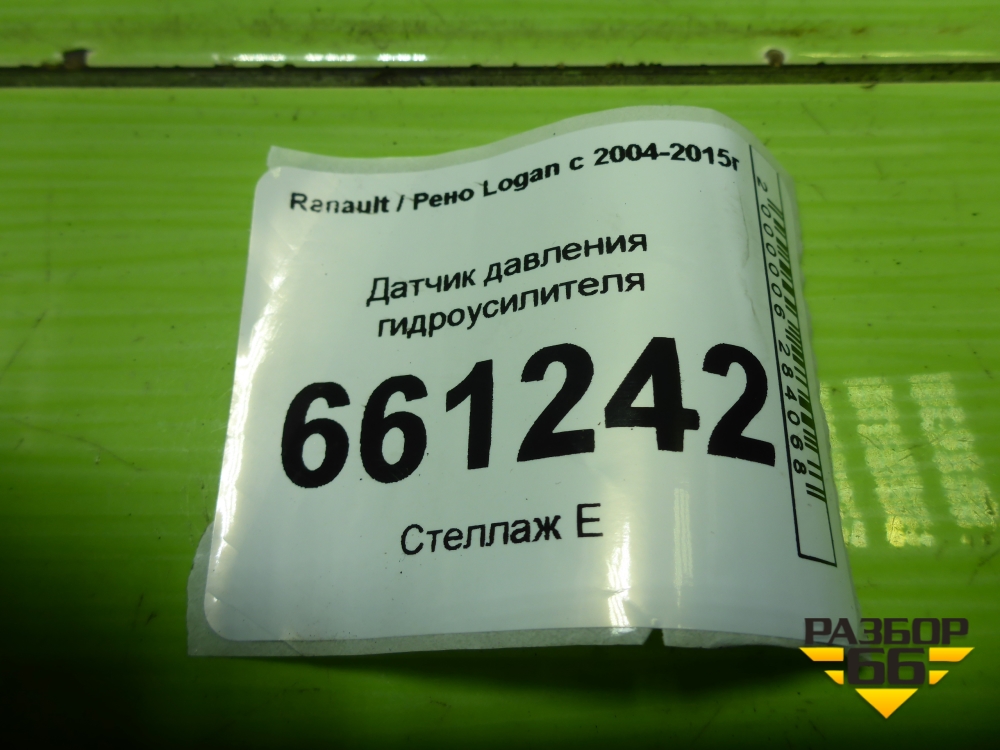 Renault / Рено Logan с 2004-2015г
Датчик давления
гидроусилителя
661242
Стеллаж Е
2000006284068
РАЗБОР
66